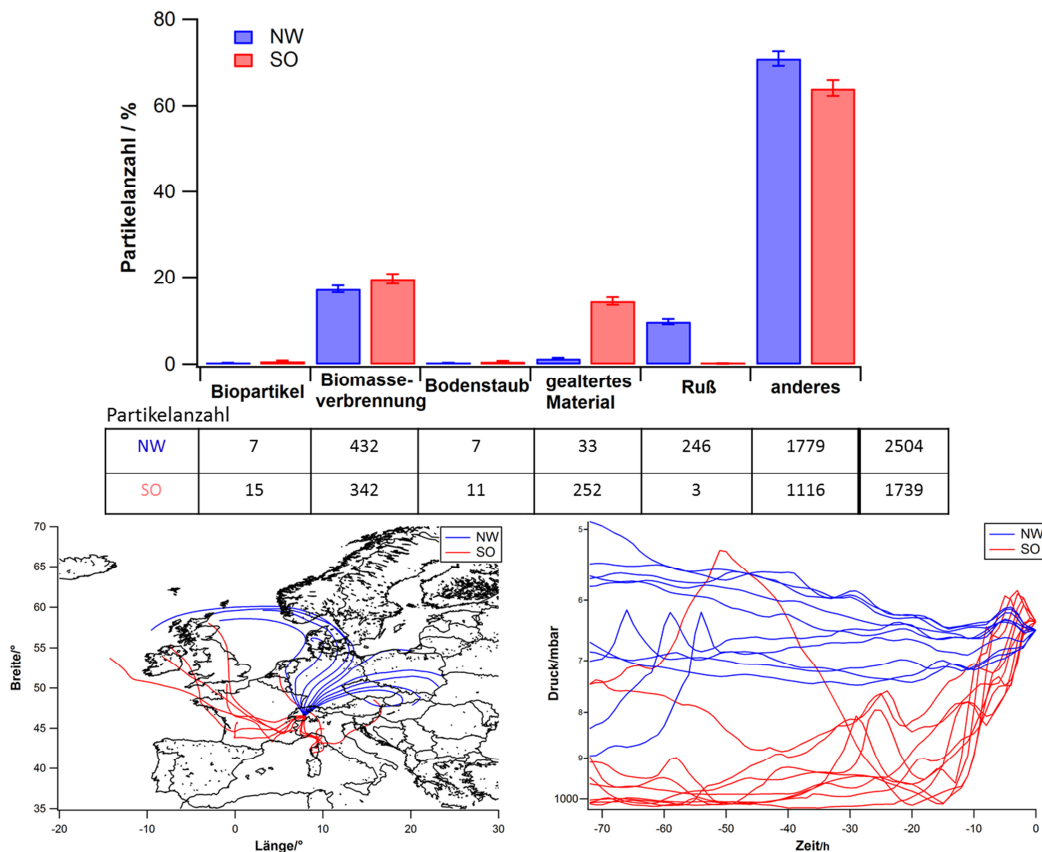 80
NW
SO
60
40
20
0
Partikelanzahl / %
Biopartikel
Biomasse-
verbrennung
Bodenstaub
gealtertes
Material
Ruß
anderes
Partikelanzahl
NW 7 432 7 33 246 1779 2504
SO 15 342 11 252 3 1116 1739
70
65
60
55
50
45
40
35
Breile/°
NW
SO
-20 0 10 20 30
Länge/°
5
6
7
8
9
1000
Druck/mbar
NW
SO
-70 -60 -50 -40 -30 -20 -10 0
Zeit/h